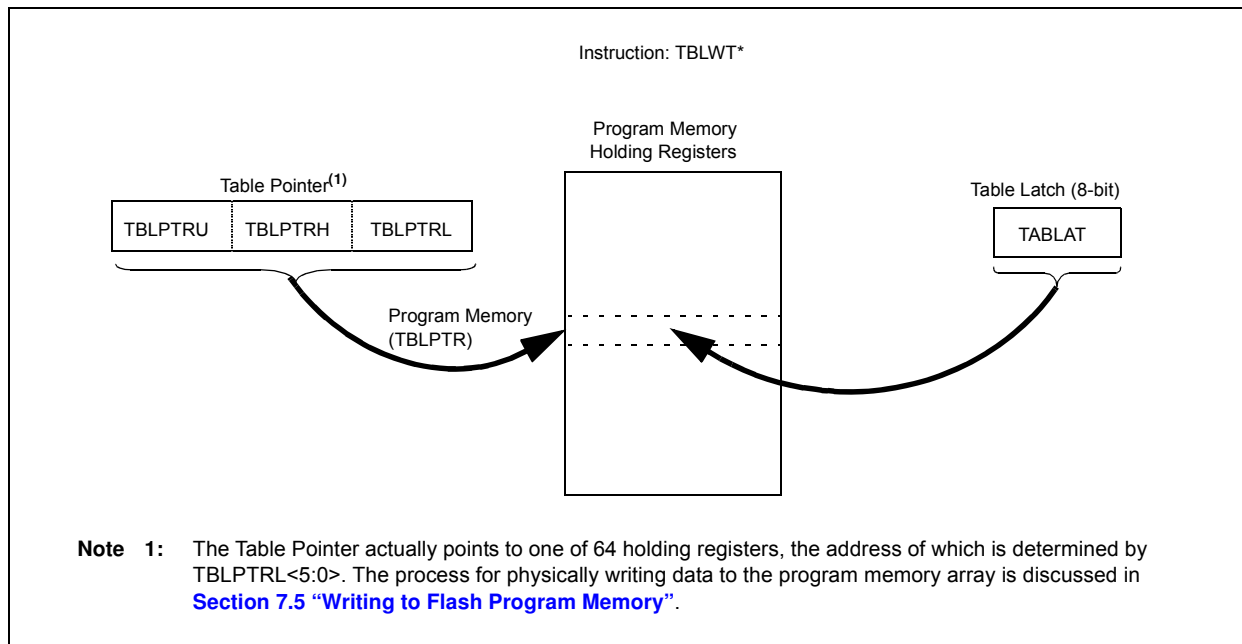 Instruction: TBLWT*
Program Memory
Holding Registers
Table Pointer(1)
Table Latch (8-bit)
TBLPTRU TBLPTRH TBLPTRL
TABLAT
Program Memory
(TBLPTR)
Note 1: The Table Pointer actually points to one of 64 holding registers, the address of which is determined by
TBLPTRL<5:0>. The process for physically writing data to the program memory array is discussed in
Section 7.5 “Writing to Flash Program Memory”.